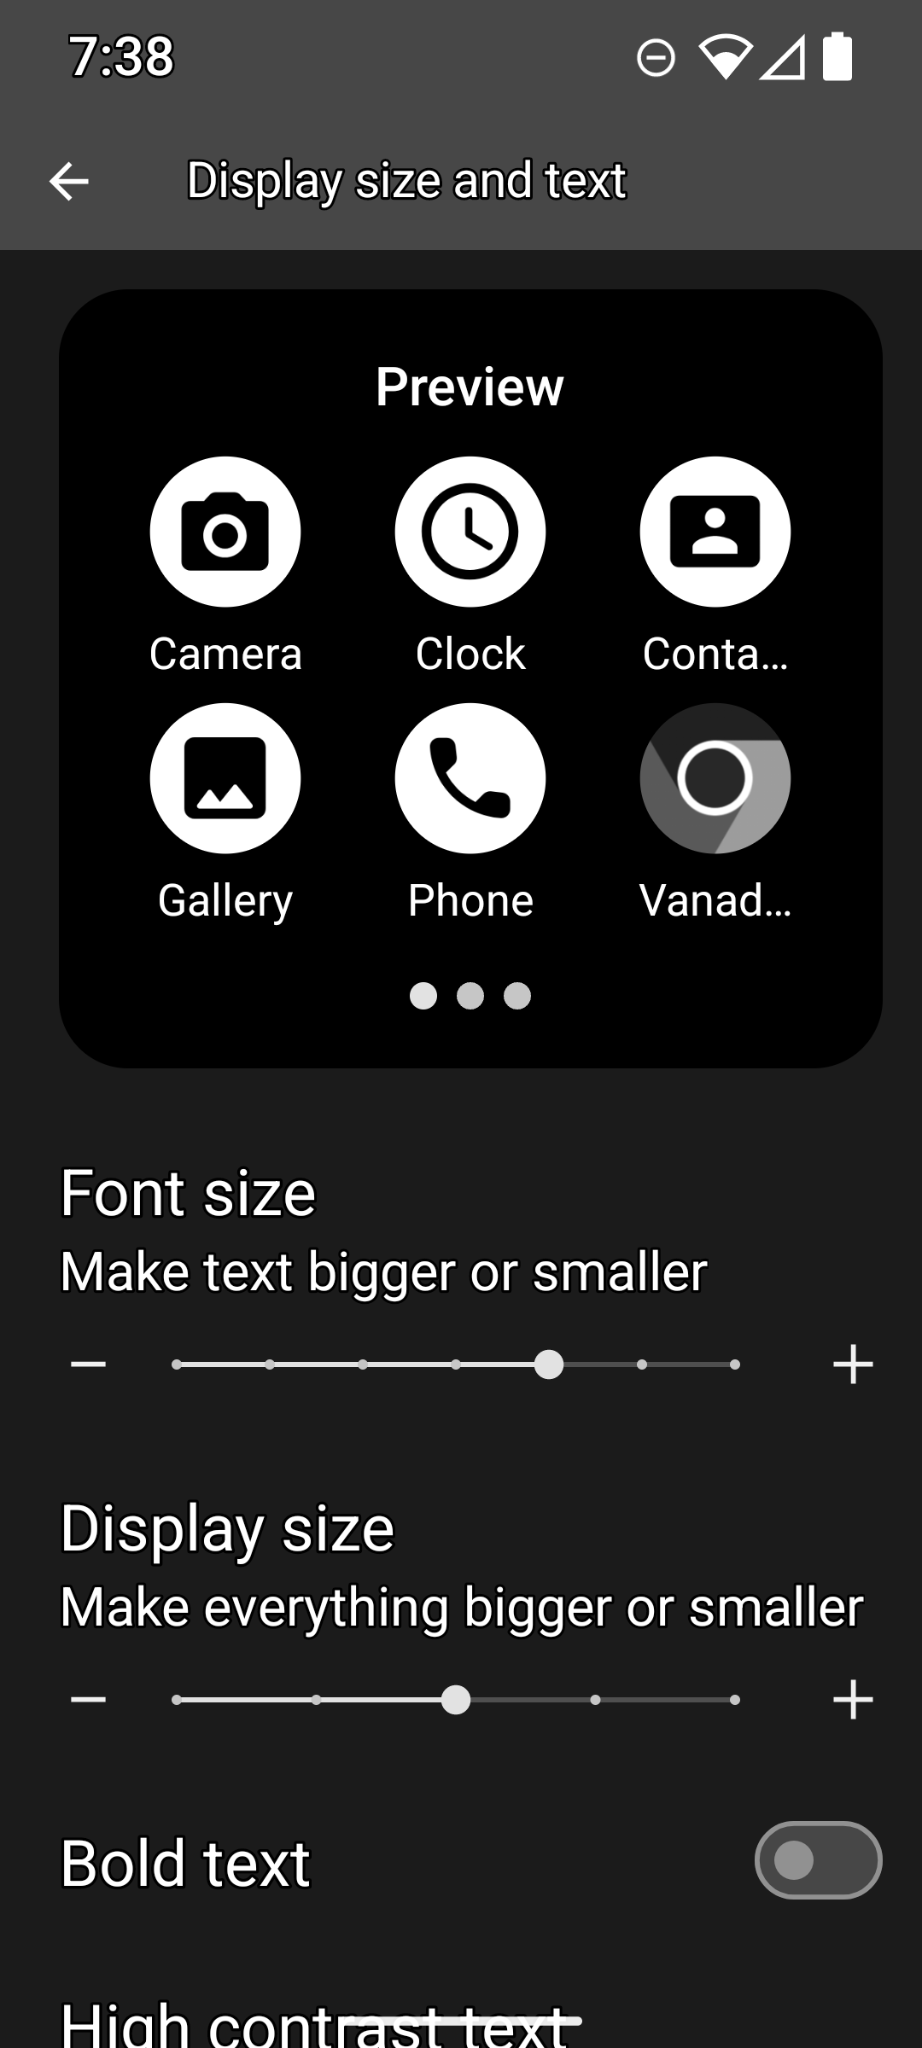 7:38
Display size and text
Preview
Camera Clock Conta...
Gallery Phone Vanad...
Font size
Make text bigger or smaller
Display size
Make everything bigger or smaller
Bold text
High contrast text